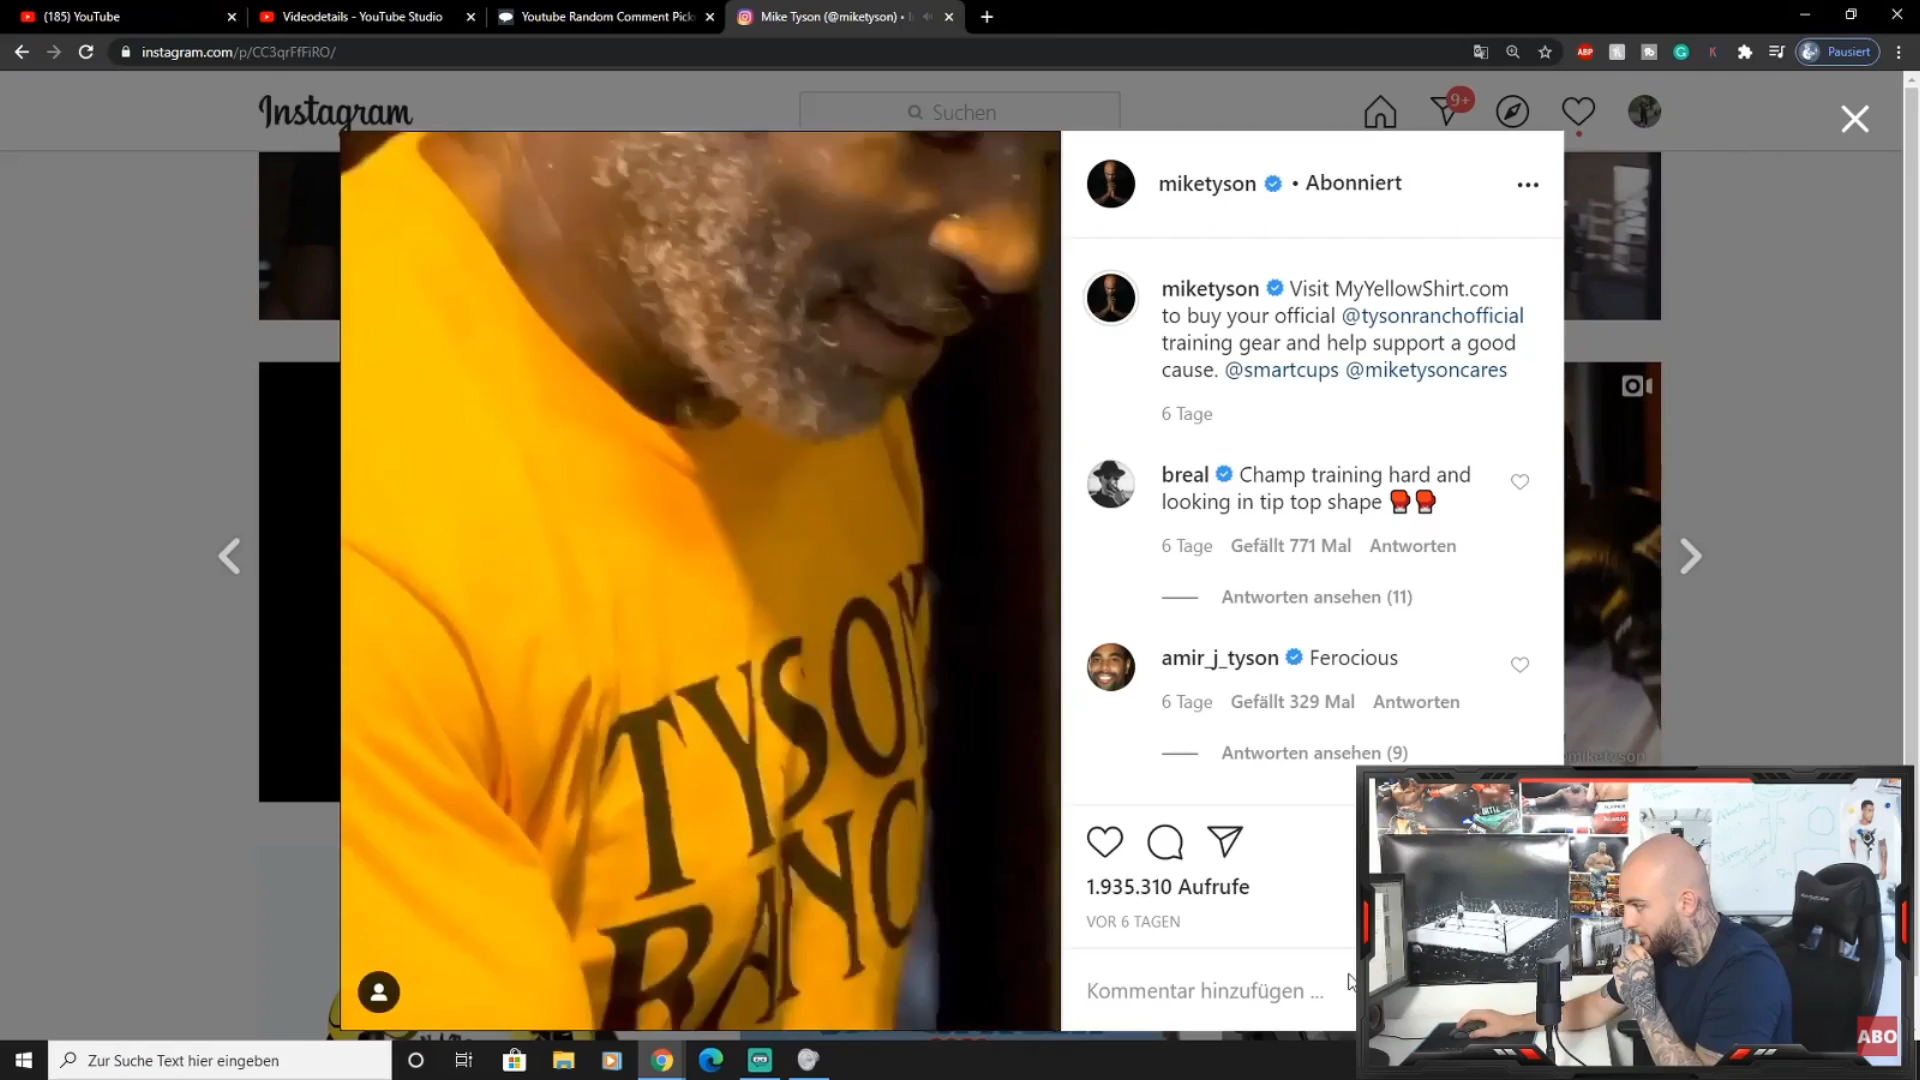 (185) YouTube
Videodetails - YouTube Studio
Youtube Random Comment Pick
Mike Tyson (@miketyson) •
instagram.com/p/CC3qrFfFiRO/
ABP
Pausiert
Instagram
Suchen
9+
miketyson • Abonniert
miketyson Visit MyYellowShirt.com
to buy your official @tysonranchofficial
training gear and help support a good
cause. @smartcups @miketysoncares
6 Tage
breal Champ training hard and
looking in tip top shape 🥊🥊
6 Tage Gefällt 771 Mal Antworten
Antworten ansehen (11)
amir_j_tyson Ferocious
6 Tage Gefällt 329 Mal Antworten
Antworten ansehen (9)
1.935.310 Aufrufe
VOR 6 TAGEN
Kommentar hinzufügen ...
TYSON
RANC
miketyson
ABO
Zur Suche Text hier eingeben